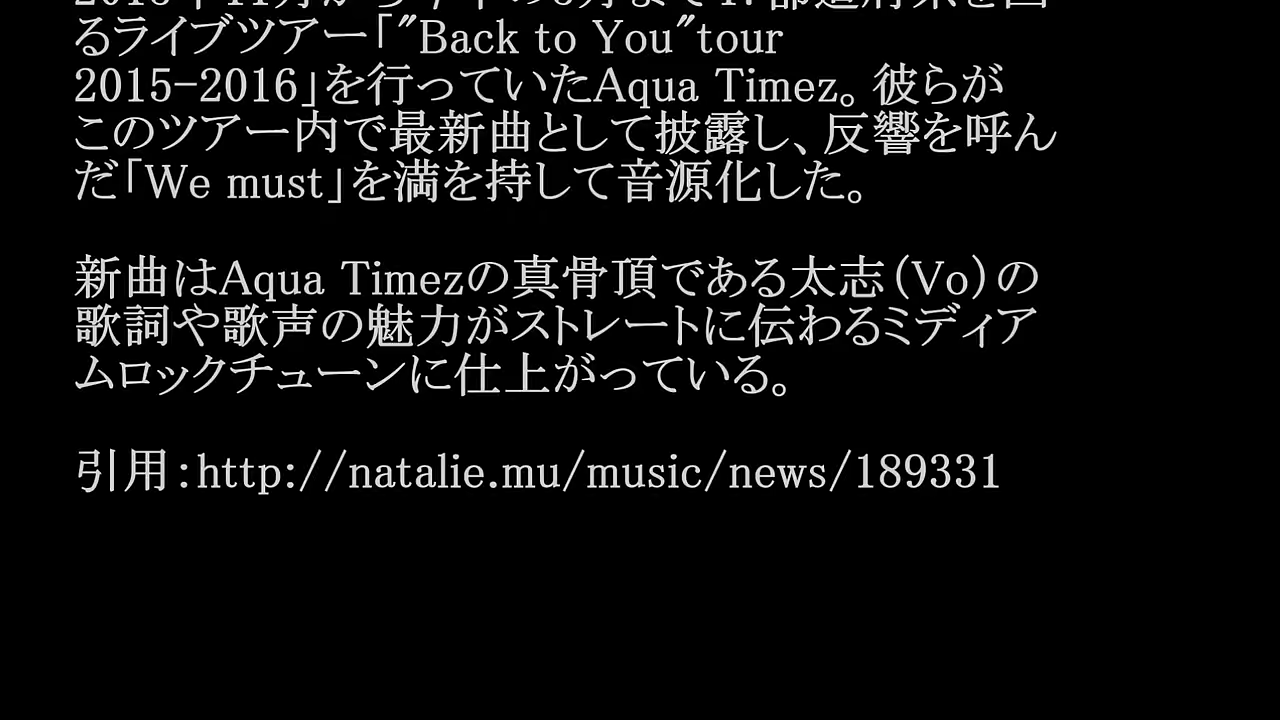 るライブツアー「"Back to You"tour
2015-2016」を行っていたAqua Timez。彼らが
このツアー内で最新曲として披露し、反響を呼ん
だ「We must」を満を持して音源化した。
新曲はAqua Timezの真骨頂である太志(Vo)の
歌詞や歌声の魅力がストレートに伝わるミディア
ムロックチューンに仕上がっている。
引用:http://natalie.mu/music/news/189331